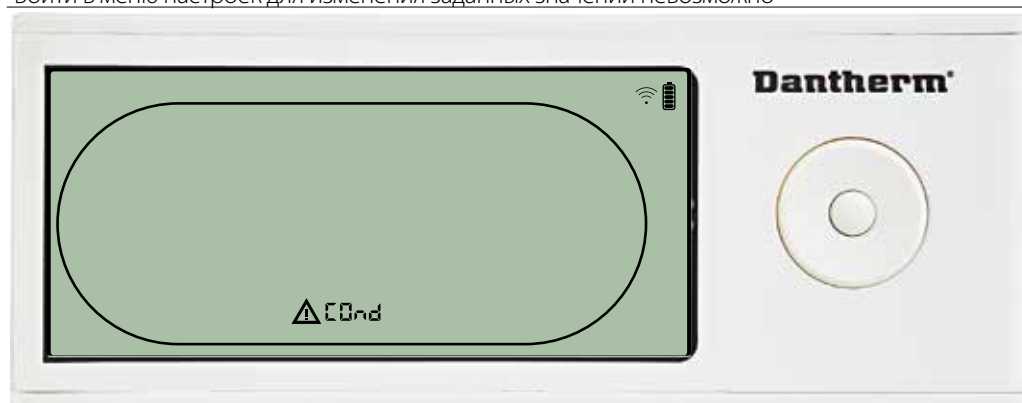 войти в меню настроек для изменения заданных значений невозможно
Dantherm®
COnd